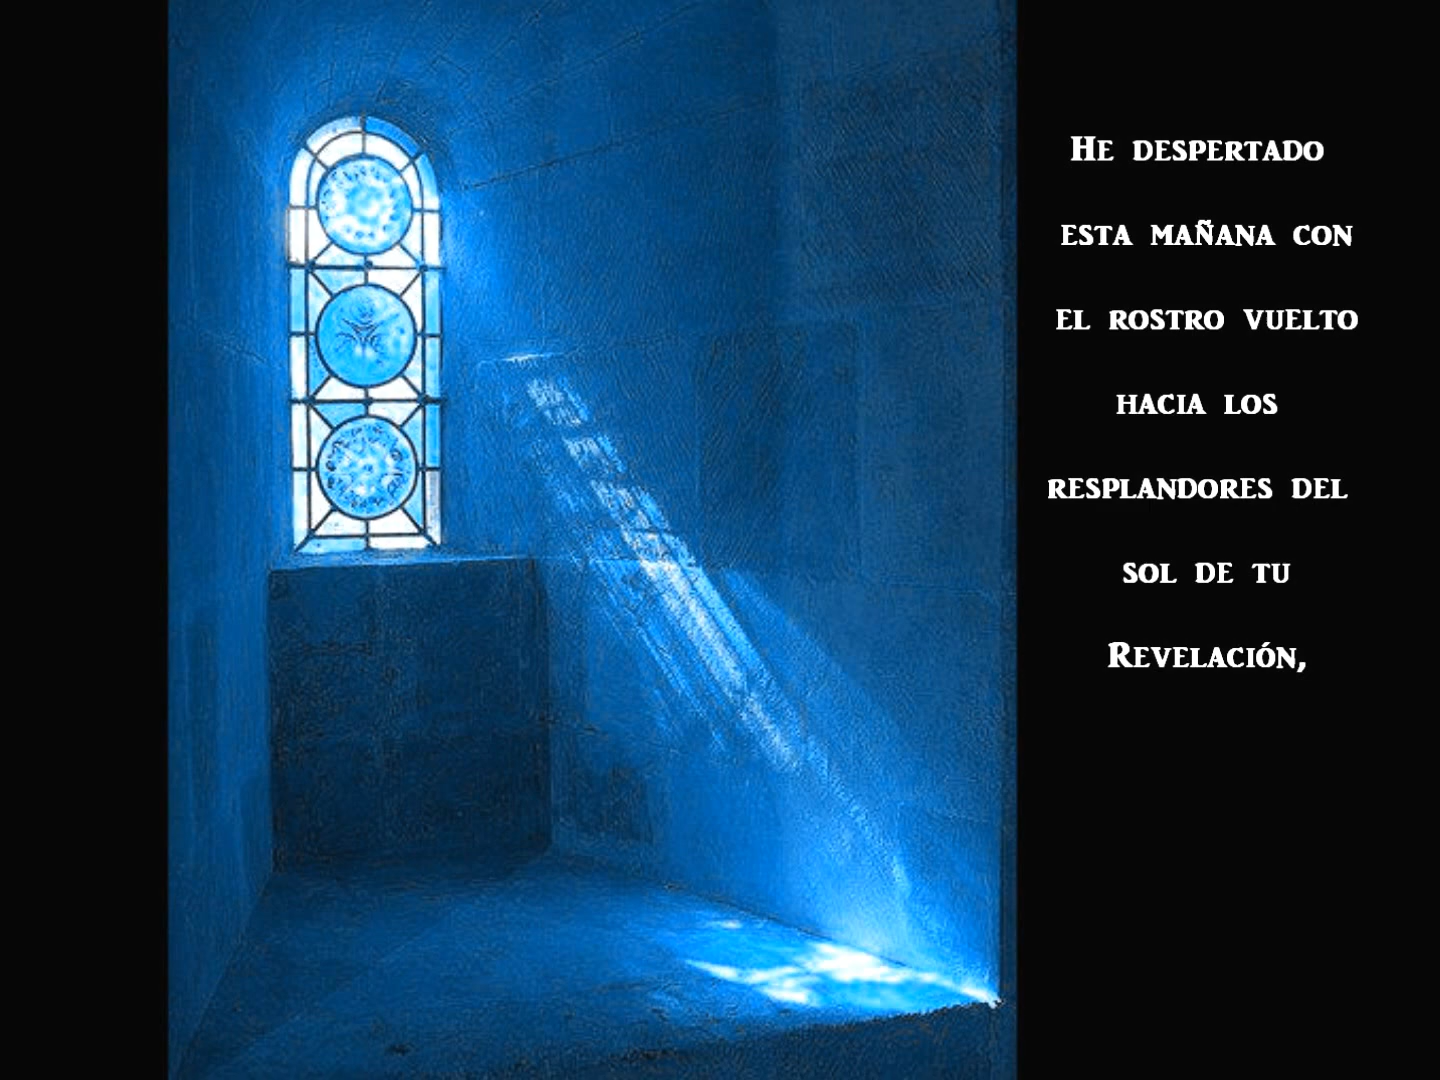 He despertado
esta mañana con
el rostro vuelto
hacia los
resplandores del
sol de tu
Revelación,